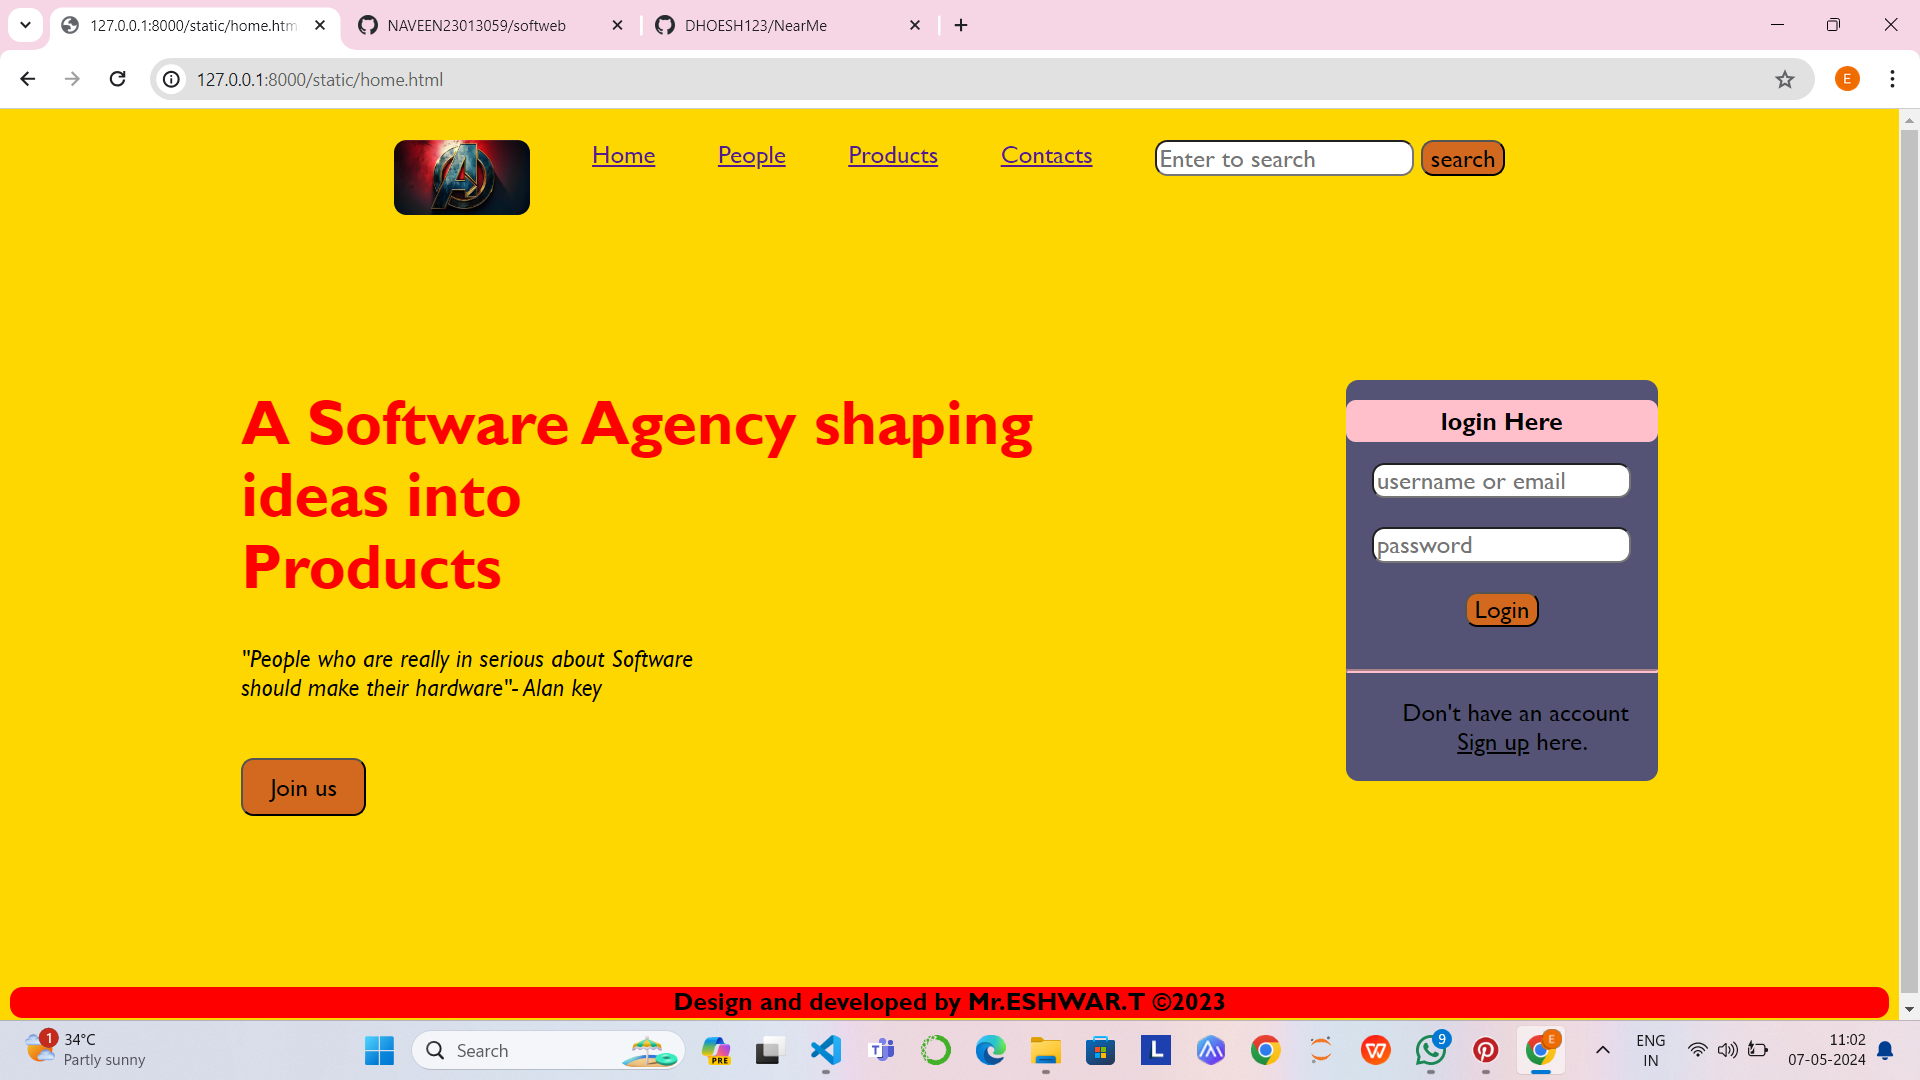 127.0.0.1:8000/static/home.htm
NAVEEN23013059/softweb
DHOESH123/NearMe
127.0.0.1:8000/static/home.html
E
Home People Products Contacts Enter to search search
A Software Agency shaping
ideas into
Products
"People who are really in serious about Software
should make their hardware"- Alan key
Join us
login Here
username or email
password
Login
Don't have an account
Sign up here.
Design and developed by Mr.ESHWAR.T ©2023
1
34°C
Partly sunny
Search
PRE
T
L
W
9
E
ENG
IN
11:02
07-05-2024